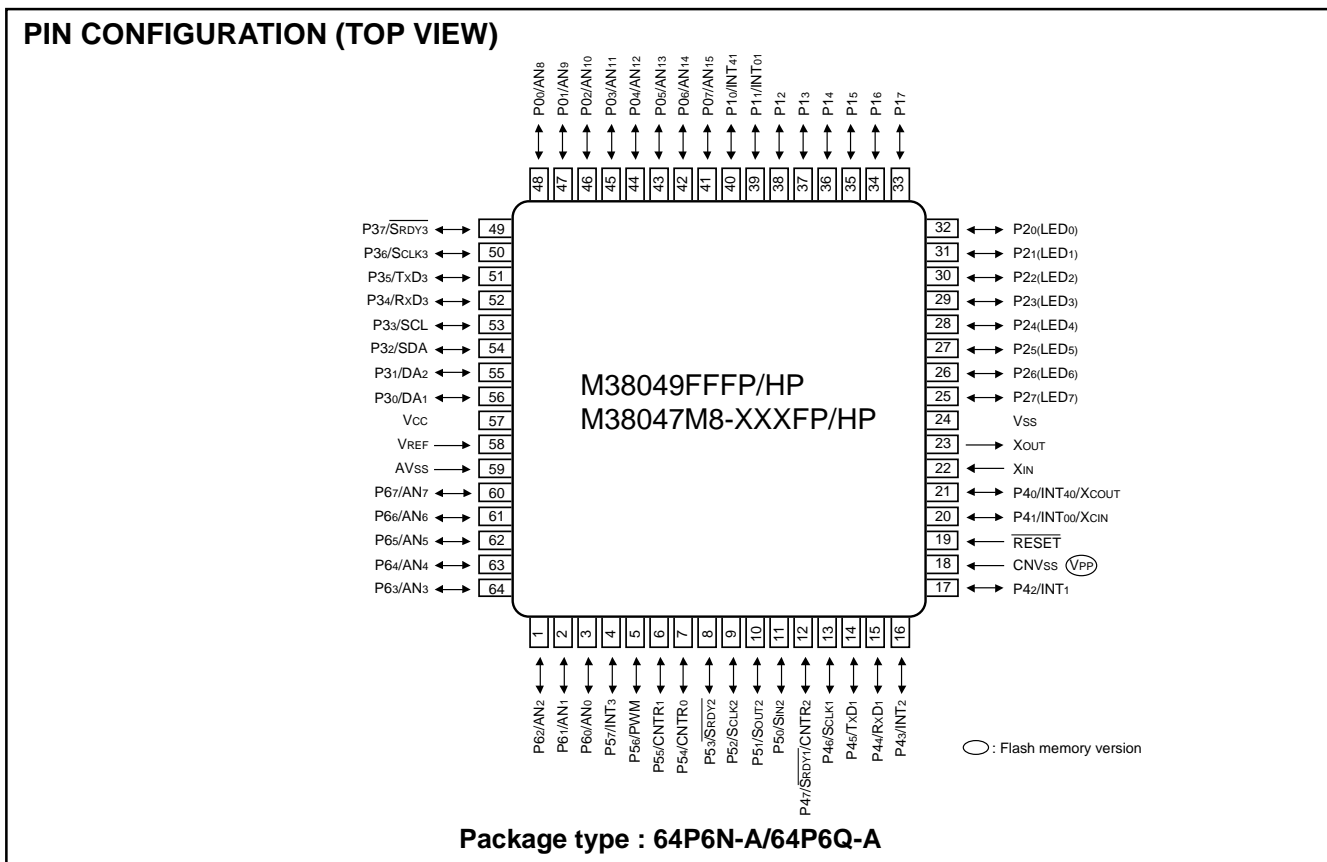 PIN CONFIGURATION (TOP VIEW)
P00/AN8
P01/AN9
P02/AN10
P03/AN11
P04/AN12
P05/AN13
P06/AN14
P07/AN15
P10/INT41
P11/INT01
P12
P13
P14
P15
P16
P17
48
47
46
45
44
43
42
41
40
39
38
37
36
35
34
33
P37/SRDY3 49
P36/SCLK3 50
P35/TXD3 51
P34/RXD3 52
P33/SCL 53
P32/SDA 54
P31/DA2 55
P30/DA1 56
VCC 57
VREF 58
AVSS 59
P67/AN7 60
P66/AN6 61
P65/AN5 62
P64/AN4 63
P63/AN3 64
M38049FFFP/HP
M38047M8-XXXFP/HP
32 P20(LED0)
31 P21(LED1)
30 P22(LED2)
29 P23(LED3)
28 P24(LED4)
27 P25(LED5)
26 P26(LED6)
25 P27(LED7)
24 VSS
23 XOUT
22 XIN
21 P40/INT40/XCOUT
20 P41/INT00/XCIN
19 RESET
18 CNVSS VPP
17 P42/INT1
1
2
3
4
5
6
7
8
9
10
11
12
13
14
15
16
P62/AN2
P61/AN1
P60/AN0
P57/INT3
P56/PWM
P55/CNTR1
P54/CNTR0
P53/SRDY2
P52/SCLK2
P51/SOUT2
P50/SIN2
P47/SRDY1/CNTR2
P46/SCLK1
P45/TXD1
P44/RXD1
P43/INT2
: Flash memory version
Package type : 64P6N-A/64P6Q-A